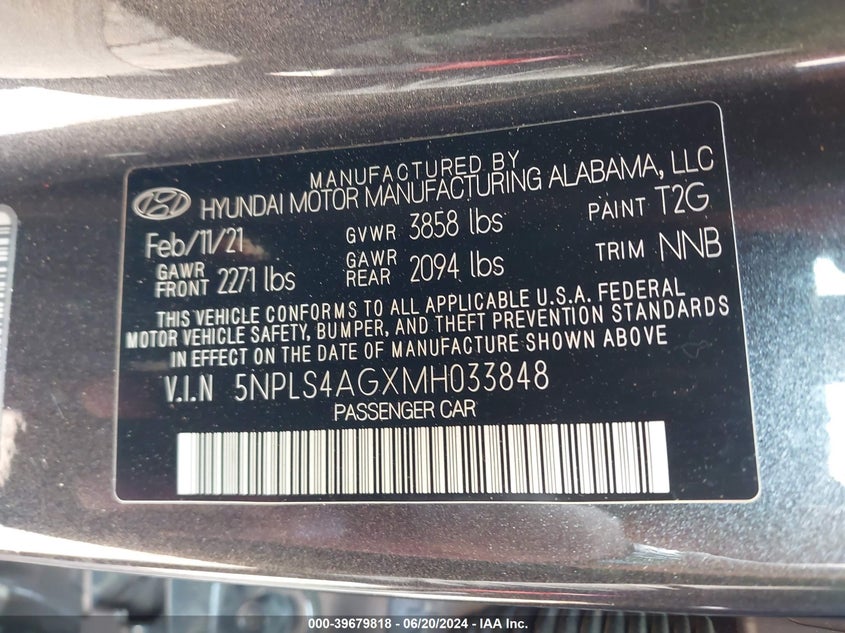 MANUFACTURED BY
HYUNDAI MOTOR MANUFACTURING ALABAMA, LLC
Feb/11/21 GVWR 3858 lbs PAINT T2G
GAWR FRONT 2271 lbs GAWR REAR 2094 lbs TRIM NNB
THIS VEHICLE CONFORMS TO ALL APPLICABLE U.S.A. FEDERAL
MOTOR VEHICLE SAFETY, BUMPER, AND THEFT PREVENTION STANDARDS
IN EFFECT ON THE DATE OF MANUFACTURE SHOWN ABOVE
V.I.N 5NPLS4AGXMH033848
PASSENGER CAR
000-39679818 - 06/20/2024 - IAA Inc.